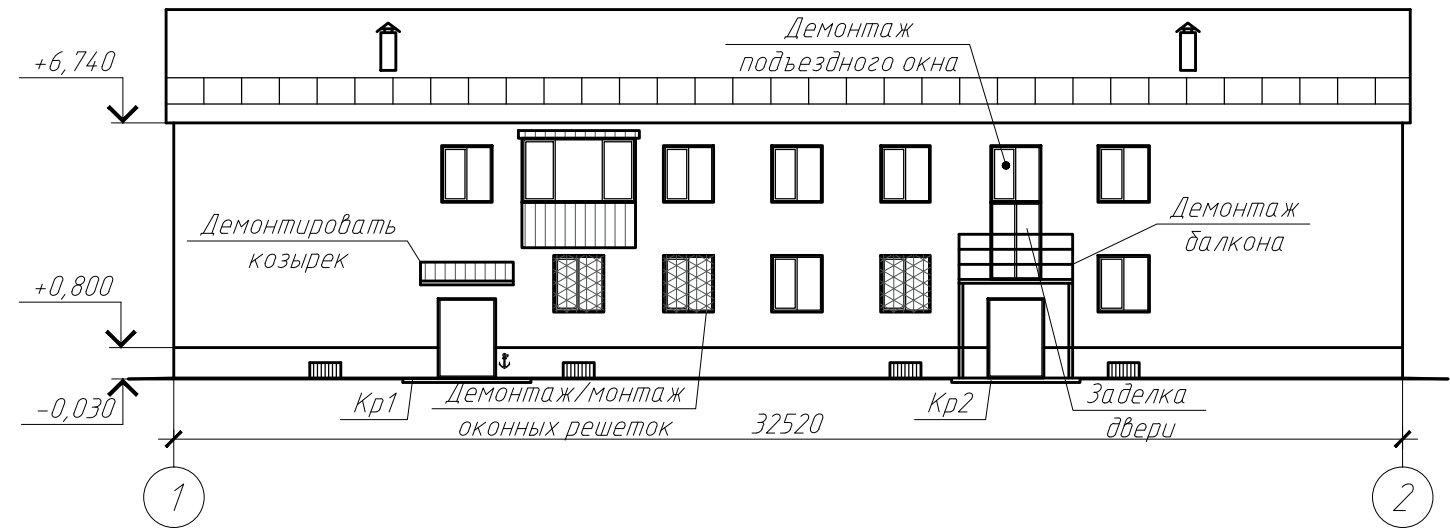 Демонтаж
подъездного окна
+6,740
Демонтировать
козырек
Демонтаж
балкона
+0,800
-0,030
Кр1
Демонтаж/монтаж
оконных решеток
Кр2
Заделка
двери
32520
1
2